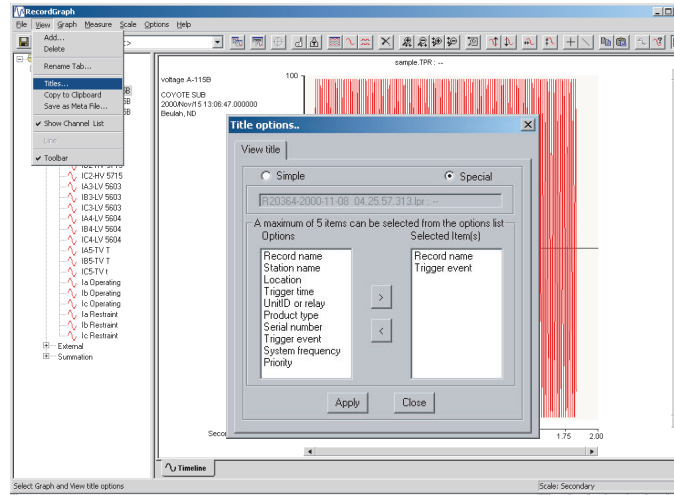 RecordGraph
File View Graph Measure Scale Options Help
Add...
Delete
Rename Tab...
Titles...
Copy to Clipboard
Save as Meta File...
Show Channel List
Line
Toolbar
IC2-HV 5715
IA3-LV 5603
IB3-LV 5603
IC3-LV 5603
IA4-LV 5604
IB4-LV 5604
IC4-LV 5604
IA5-TV T
IB5-TV T
IC5-TV t
Ia Operating
Ib Operating
Ic Operating
Ia Restraint
Ib Restraint
Ic Restraint
External
Summation
sample.TPR : --
voltage A-115B
100
COYOTE SUB
2000/Nov/15 13:06:47.000000
Beulah, ND
Title options..
View title
Simple
Special
R20364-2000-11-08 04.25.57.313.lpr : --
A maximum of 5 items can be selected from the options list
Options
Selected Item(s)
Record name
Station name
Location
Trigger time
UnitID or relay
Product type
Serial number
Trigger event
System frequency
Priority
>
<
Record name
Trigger event
Apply
Close
1.75
2.00
Timeline
Select Graph and View title options
Scale: Secondary